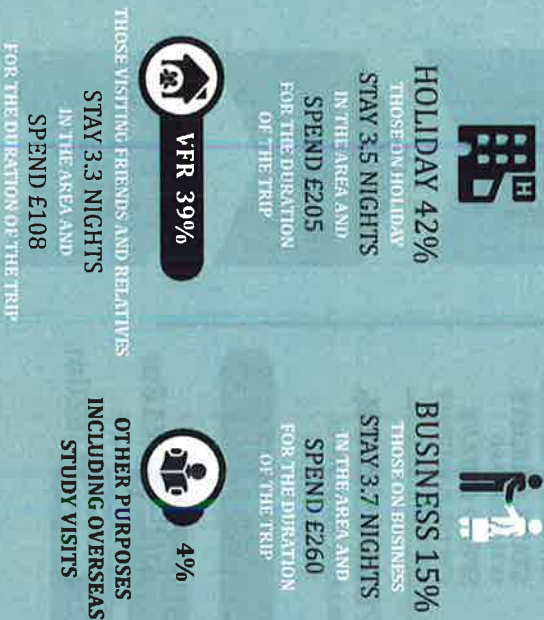 H
HOLIDAY 42%
THOSE ON HOLIDAY
STAY 3.5 NIGHTS
IN THE AREA AND
SPEND £205
FOR THE DURATION
OF THE TRIP
BUSINESS 15%
THOSE ON BUSINESS
STAY 3.7 NIGHTS
IN THE AREA AND
SPEND £260
FOR THE DURATION
OF THE TRIP
VFR 39%
THOSE VISITING FRIENDS AND RELATIVES
STAY 3.3 NIGHTS
IN THE AREA AND
SPEND £108
FOR THE DURATION OF THE TRIP
4%
OTHER PURPOSES
INCLUDING OVERSEAS
STUDY VISITS